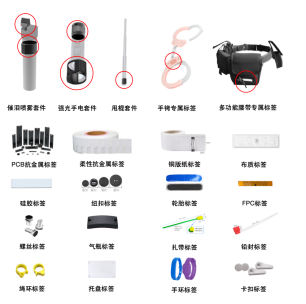 催泪喷雾套件 强光手电套件 甩棍套件 手铐专属标签 多功能腰带专属标签
PCB抗金属标签 柔性抗金属标签 铜版纸标签 布质标签
硅胶标签 纽扣标签 轮胎标签 FPC标签
螺丝标签 气瓶标签 扎带标签 铅封标签
绳环标签 托盘标签 手环标签 卡扣标签